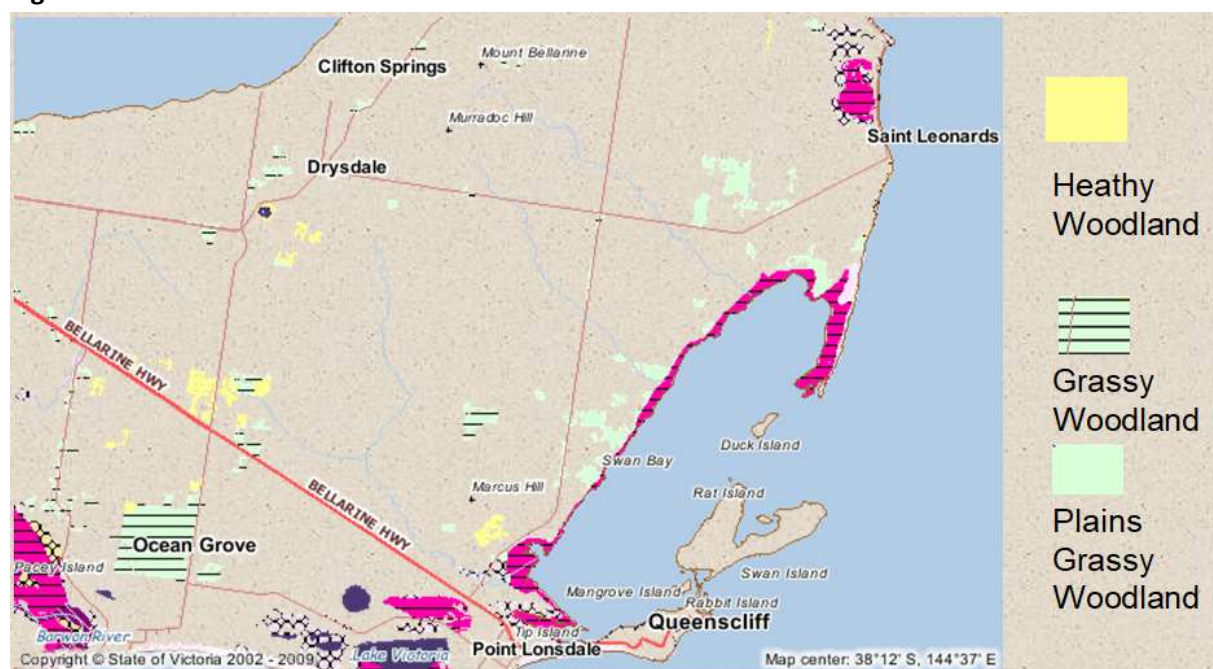 Clifton Springs
Mount Bellarine
Murradoc Hill
Saint Leonards
Drysdale
BELLARINE HWY
BELLARINE HWY
Duck Island
Swan Bay
Rat Island
Marcus Hill
Ocean Grove
Pacey Island
Swan Island
Mangrove Island
Rabbit Island
Queenscliff
Tip Island
Barwon River
Lake Victoria
Point Lonsdale
Copyright © State of Victoria 2002 - 2009
Map center: 38°12' S, 144°37' E
Heathy
Woodland
Grassy
Woodland
Plains
Grassy
Woodland